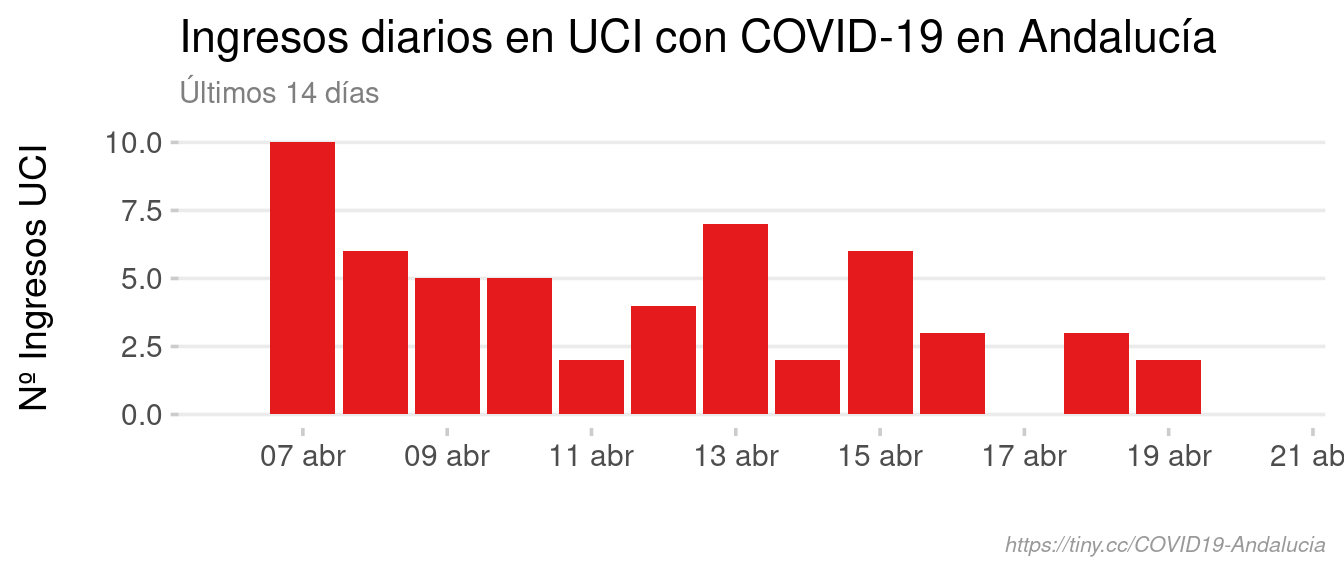 Ingresos diarios en UCI con COVID-19 en Andalucía
Últimos 14 días
Nº Ingresos UCI
10.0
7.5
5.0
2.5
0.0
07 abr 09 abr 11 abr 13 abr 15 abr 17 abr 19 abr 21 ab
https://tiny.cc/COVID19-Andalucia